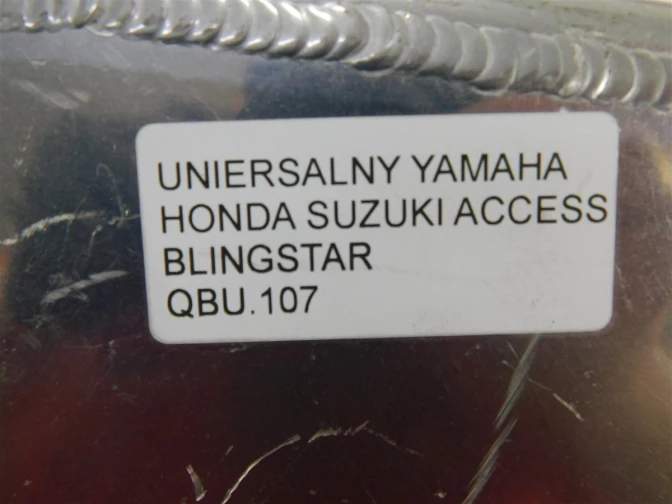 UNIERSALNY YAMAHA
HONDA SUZUKI ACCESS
BLINGSTAR
QBU.107